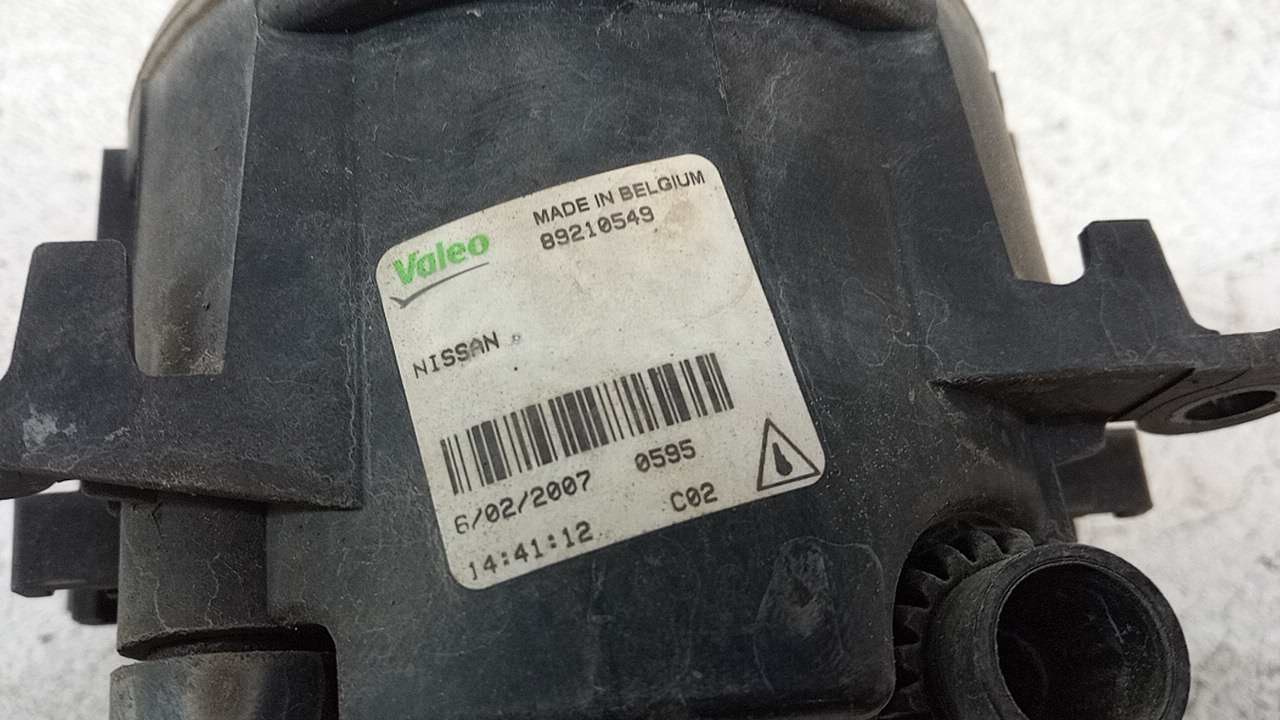 Valeo
MADE IN BELGIUM
89210549
NISSAN
6/02/2007 0595
14:41:12 C02